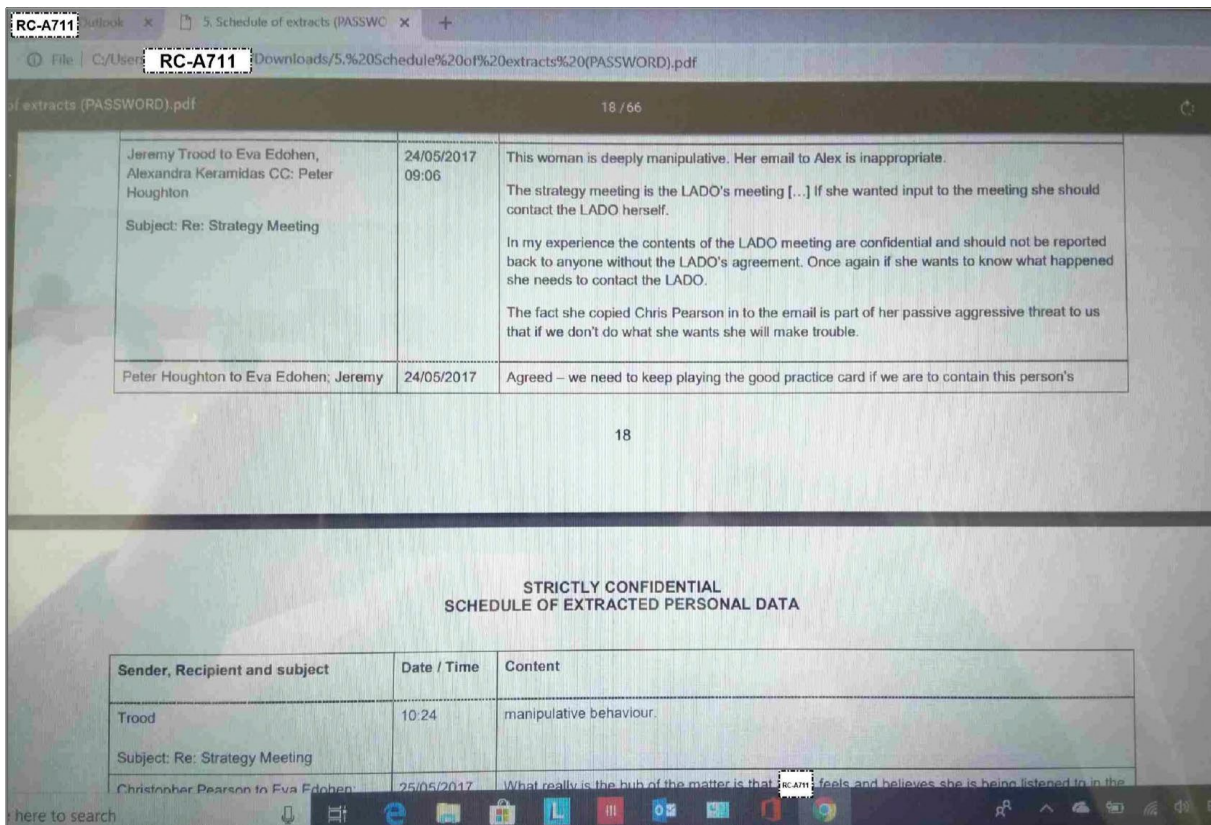 RC-A711 utlook × 5. Schedule of extracts (PASSWC × +
File | C:/User RC-A711 Downloads/5.%20Schedule%20of%20extracts%20(PASSWORD).pdf
of extracts (PASSWORD).pdf 18 / 66
Jeremy Trood to Eva Edohen,
Alexandra Keramidas CC: Peter
Houghton
Subject: Re: Strategy Meeting
24/05/2017
09:06
This woman is deeply manipulative. Her email to Alex is inappropriate.
The strategy meeting is the LADO's meeting [...] If she wanted input to the meeting she should
contact the LADO herself.
In my experience the contents of the LADO meeting are confidential and should not be reported
back to anyone without the LADO's agreement. Once again if she wants to know what happened
she needs to contact the LADO.
The fact she copied Chris Pearson in to the email is part of her passive aggressive threat to us
that if we don't do what she wants she will make trouble.
Peter Houghton to Eva Edohen; Jeremy 24/05/2017 Agreed – we need to keep playing the good practice card if we are to contain this person's
18
STRICTLY CONFIDENTIAL
SCHEDULE OF EXTRACTED PERSONAL DATA
Sender, Recipient and subject Date / Time Content
Trood 10:24 manipulative behaviour.
Subject: Re: Strategy Meeting
Christopher Pearson to Eva Edohen; 25/05/2017 What really is the hub of the matter is that RC-A711 feels and believes she is being listened to in the
here to search